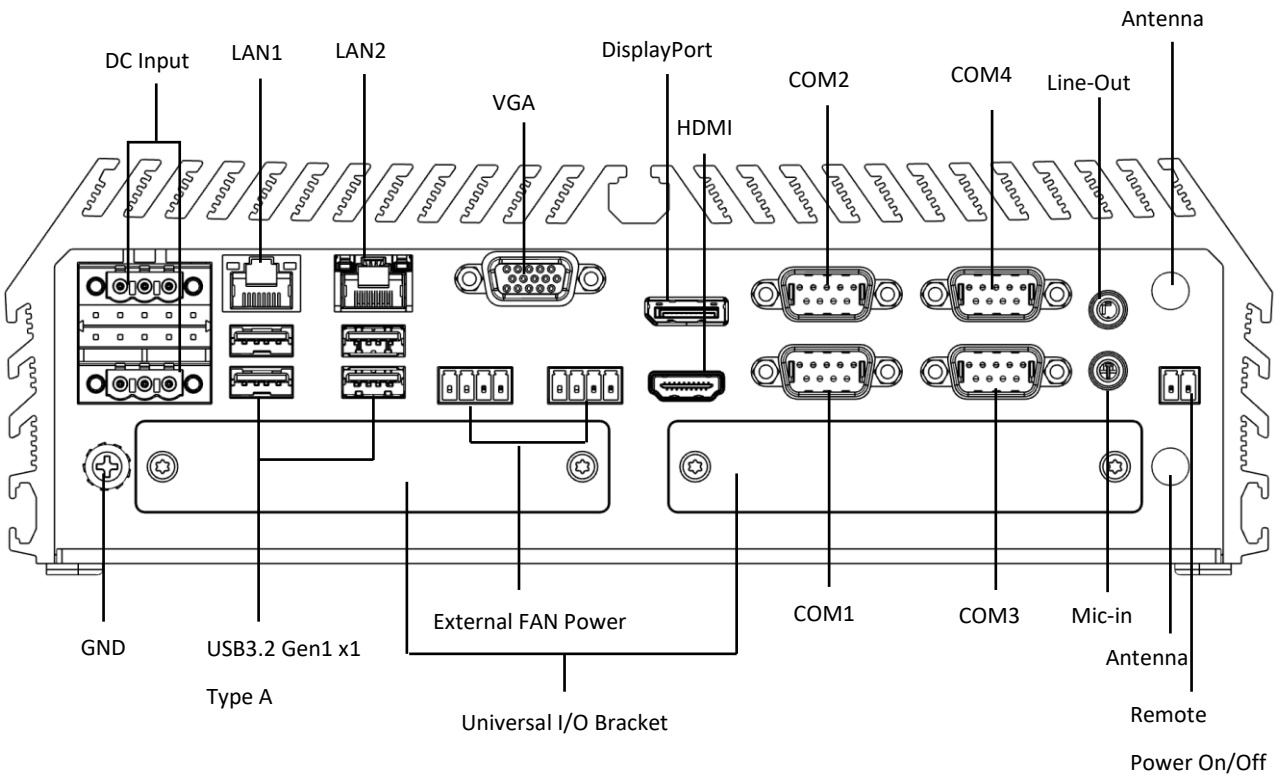 Antenna
DC Input
LAN1
LAN2
DisplayPort
COM2
COM4
Line-Out
VGA
HDMI
External FAN Power
COM1
COM3
Mic-in
GND
USB3.2 Gen1 x1
Type A
Antenna
Universal I/O Bracket
Remote
Power On/Off